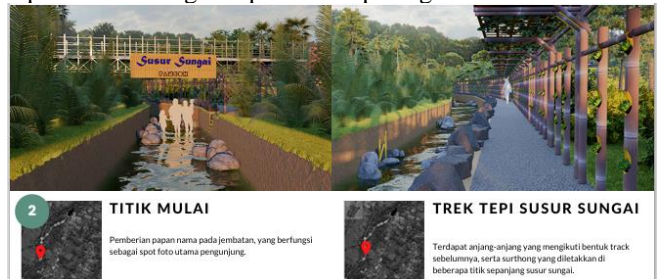 Susur Sungai
2
TITIK MULAI
Pemberian papan nama pada jembatan, yang berfungsi
sebagai spot foto utama pengunjung.
TREK TEPI SUSUR SUNGAI
Terdapat anjang-anjang yang mengikuti bentuk track
sebelumnya, serta surthong yang diletakkan di
beberapa titik sepanjang susur sungai.